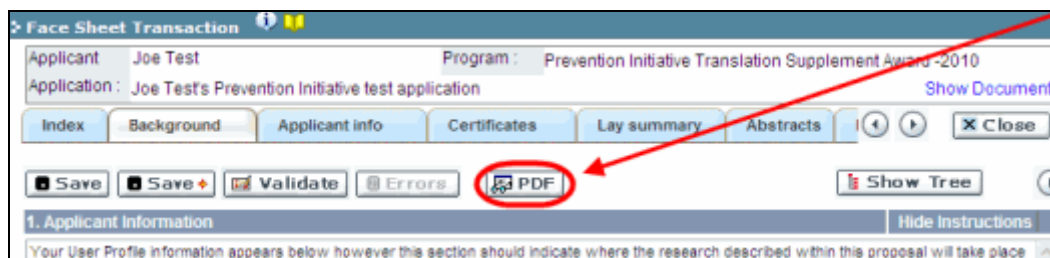 Face Sheet Transaction
Applicant Joe Test Program : Prevention Initiative Translation Supplement Award -2010
Application : Joe Test's Prevention Initiative test application Show Document
Index Background Applicant info Certificates Lay summary Abstracts Close
Save Save Validate Errors PDF Show Tree
1. Applicant Information Hide Instructions
Your User Profile information appears below however this section should indicate where the research described within this proposal will take place